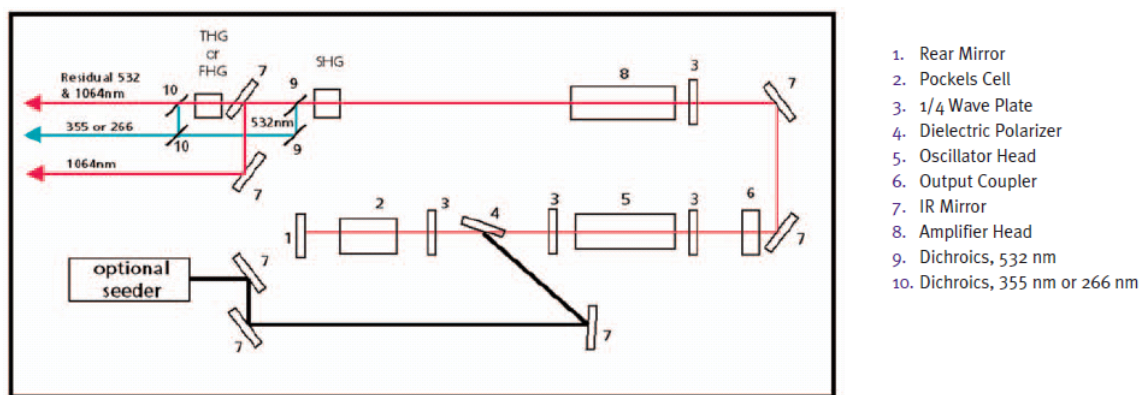 THG
or
FHG
7
SHG
9
8
3
7
Residual 532
& 1064nm
10
355 or 266
532nm
10
9
1064nm
7
1
2
3
4
3
5
3
6
7
optional
seeder
7
7
7
1. Rear Mirror
2. Pockels Cell
3. 1/4 Wave Plate
4. Dielectric Polarizer
5. Oscillator Head
6. Output Coupler
7. IR Mirror
8. Amplifier Head
9. Dichroics, 532 nm
10. Dichroics, 355 nm or 266 nm